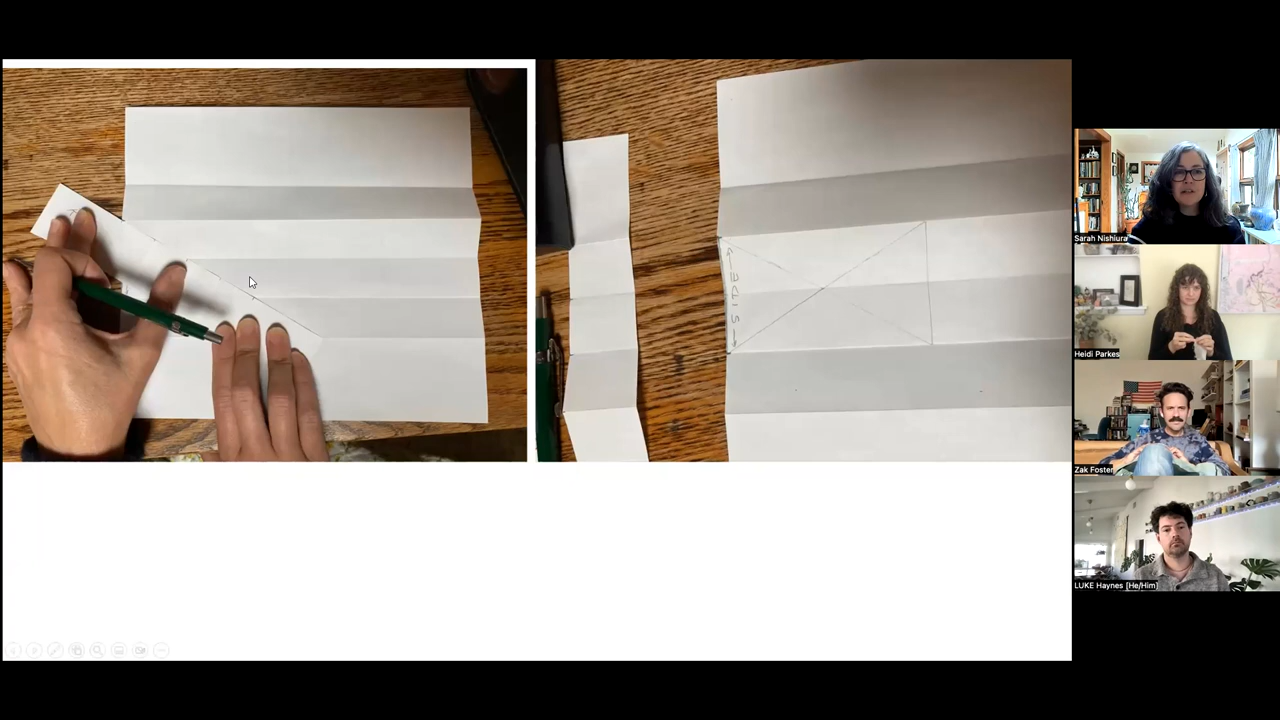 Sarah Nishiura
Heidi Parkes
Zak Foster
LUKE Haynes [He/Him]